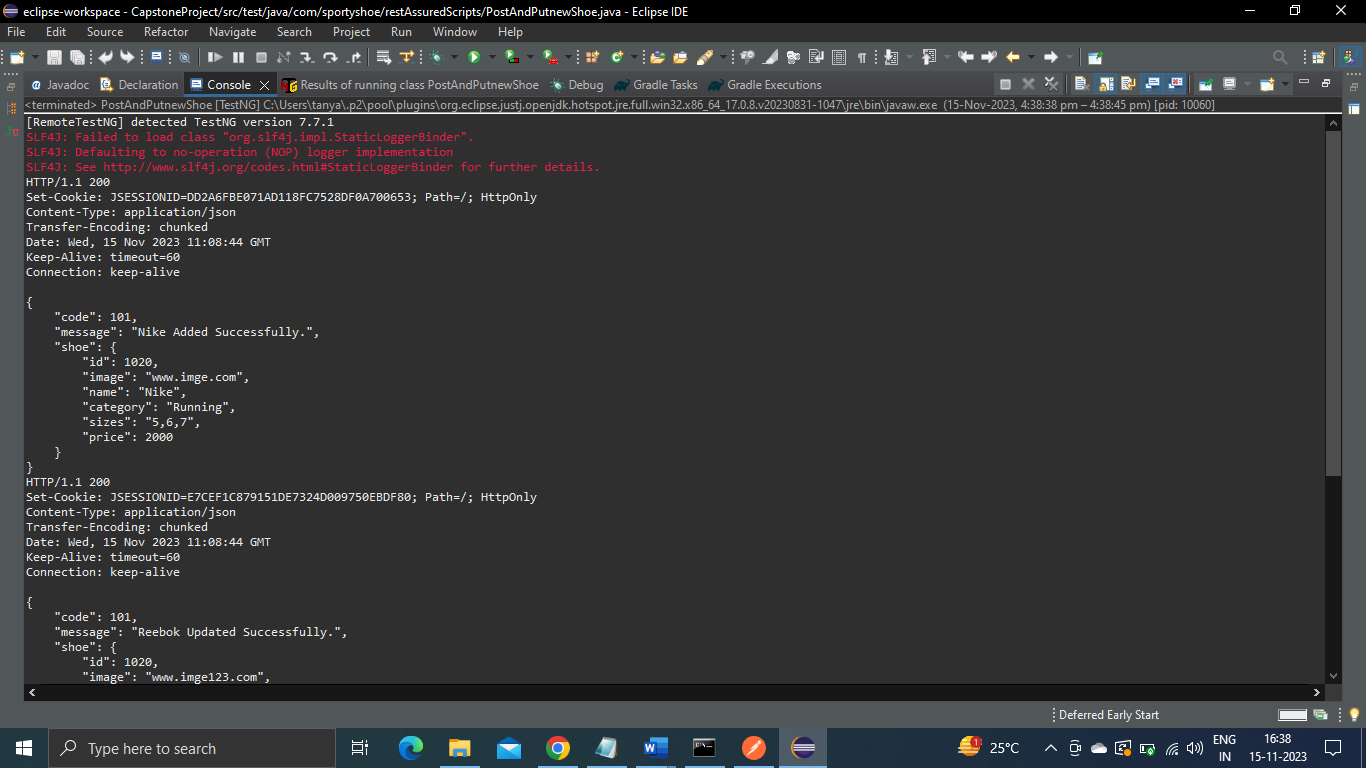 eclipse-workspace - CapstoneProject/src/test/java/com/sportyshoe/restAssuredScripts/PostAndPutnewShoe.java - Eclipse IDE
File Edit Source Refactor Navigate Search Project Run Window Help
Javadoc Declaration Console Results of running class PostAndPutnewShoe Debug Gradle Tasks Gradle Executions
<terminated> PostAndPutnewShoe [TestNG] C:\Users\tanya\.p2\pool\plugins\org.eclipse.justj.openjdk.hotspot.jre.full.win32.x86_64_17.0.8.v20230831-1047\jre\bin\javaw.exe (15-Nov-2023, 4:38:38 pm – 4:38:45 pm) [pid: 10060]
[RemoteTestNG] detected TestNG version 7.7.1
SLF4J: Failed to load class "org.slf4j.impl.StaticLoggerBinder".
SLF4J: Defaulting to no-operation (NOP) logger implementation
SLF4J: See http://www.slf4j.org/codes.html#StaticLoggerBinder for further details.
HTTP/1.1 200
Set-Cookie: JSESSIONID=DD2A6FBE071AD118FC7528DF0A700653; Path=/; HttpOnly
Content-Type: application/json
Transfer-Encoding: chunked
Date: Wed, 15 Nov 2023 11:08:44 GMT
Keep-Alive: timeout=60
Connection: keep-alive
{
    "code": 101,
    "message": "Nike Added Successfully.",
    "shoe": {
        "id": 1020,
        "image": "www.imge.com",
        "name": "Nike",
        "category": "Running",
        "sizes": "5,6,7",
        "price": 2000
    }
}
HTTP/1.1 200
Set-Cookie: JSESSIONID=E7CEF1C879151DE7324D009750EBDF80; Path=/; HttpOnly
Content-Type: application/json
Transfer-Encoding: chunked
Date: Wed, 15 Nov 2023 11:08:44 GMT
Keep-Alive: timeout=60
Connection: keep-alive
{
    "code": 101,
    "message": "Reebok Updated Successfully.",
    "shoe": {
        "id": 1020,
        "image": "www.imge123.com",
Deferred Early Start
Type here to search
1
25°C
ENG
IN
16:38
15-11-2023